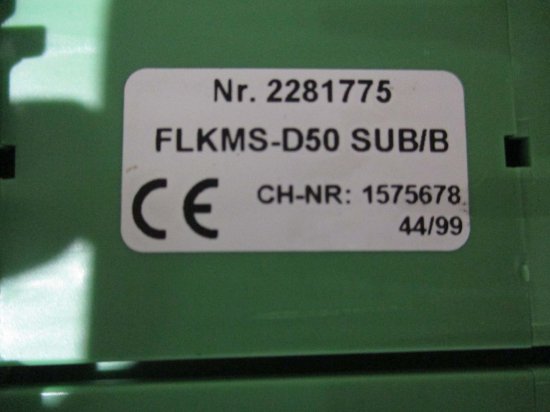 Nr. 2281775
FLKMS-D50 SUB/B
CE CH-NR: 1575678
44/99